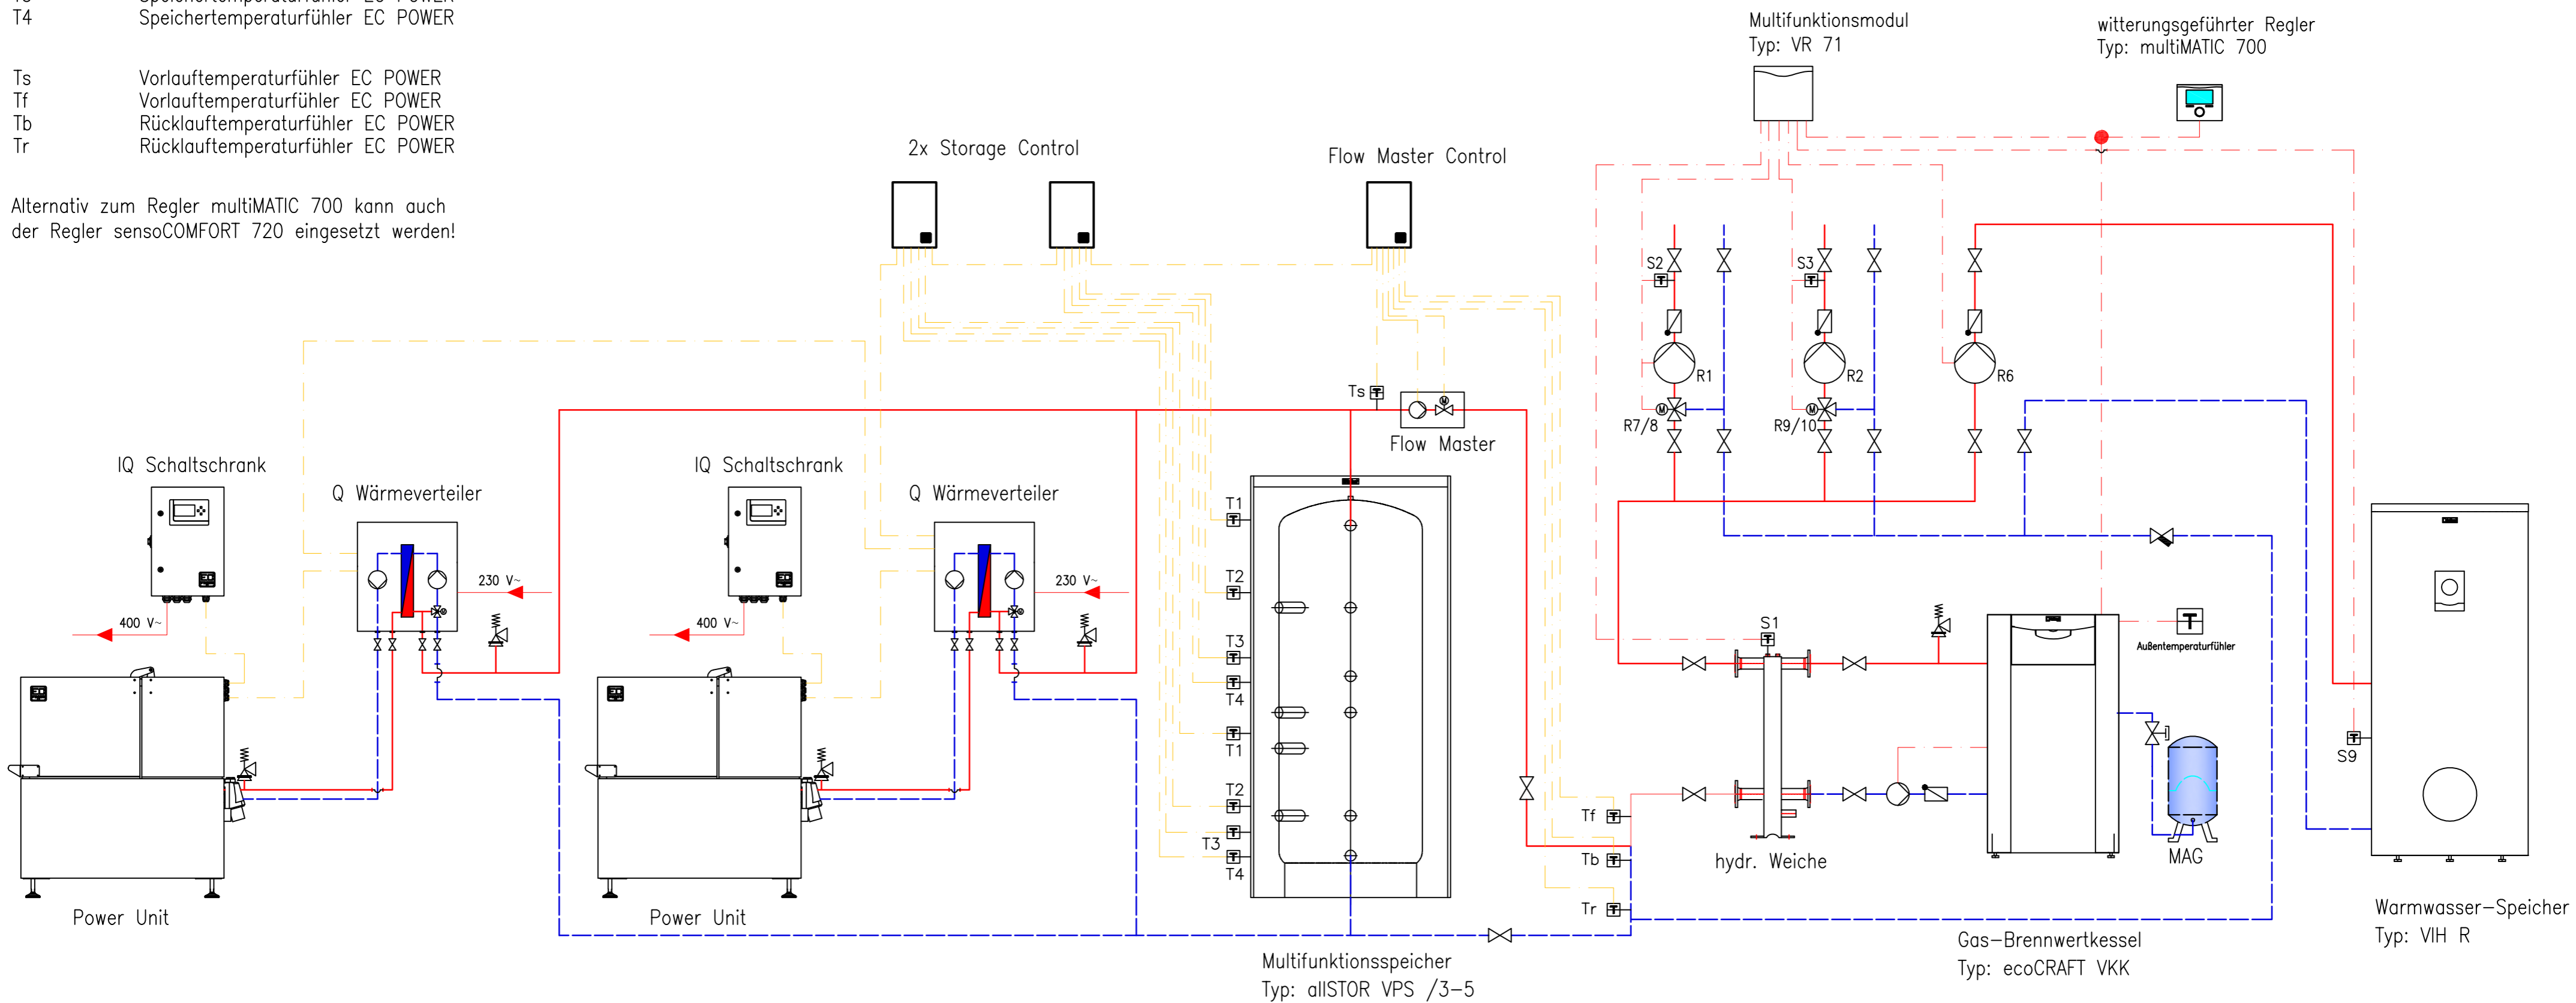 T4 Speichertemperaturfühler EC POWER
Ts Vorlauftemperaturfühler EC POWER
Tf Vorlauftemperaturfühler EC POWER
Tb Rücklauftemperaturfühler EC POWER
Tr Rücklauftemperaturfühler EC POWER
Alternativ zum Regler multiMATIC 700 kann auch
der Regler sensoCOMFORT 720 eingesetzt werden!
Multifunktionsmodul
Typ: VR 71
witterungsgeführter Regler
Typ: multiMATIC 700
2x Storage Control
Flow Master Control
S2
S3
R1
R2
R6
R7/8
R9/10
M
M
Ts
M
Flow Master
IQ Schaltschrank
Q Wärmeverteiler
230 V~
400 V~
Power Unit
IQ Schaltschrank
Q Wärmeverteiler
230 V~
400 V~
Power Unit
T1
T2
T3
T4
T1
T2
T3
T4
Multifunktionsspeicher
Typ: allSTOR VPS /3-5
Tf
Tb
Tr
S1
hydr. Weiche
Außentemperaturfühler
MAG
Gas-Brennwertkessel
Typ: ecoCRAFT VKK
S9
Warmwasser-Speicher
Typ: VIH R